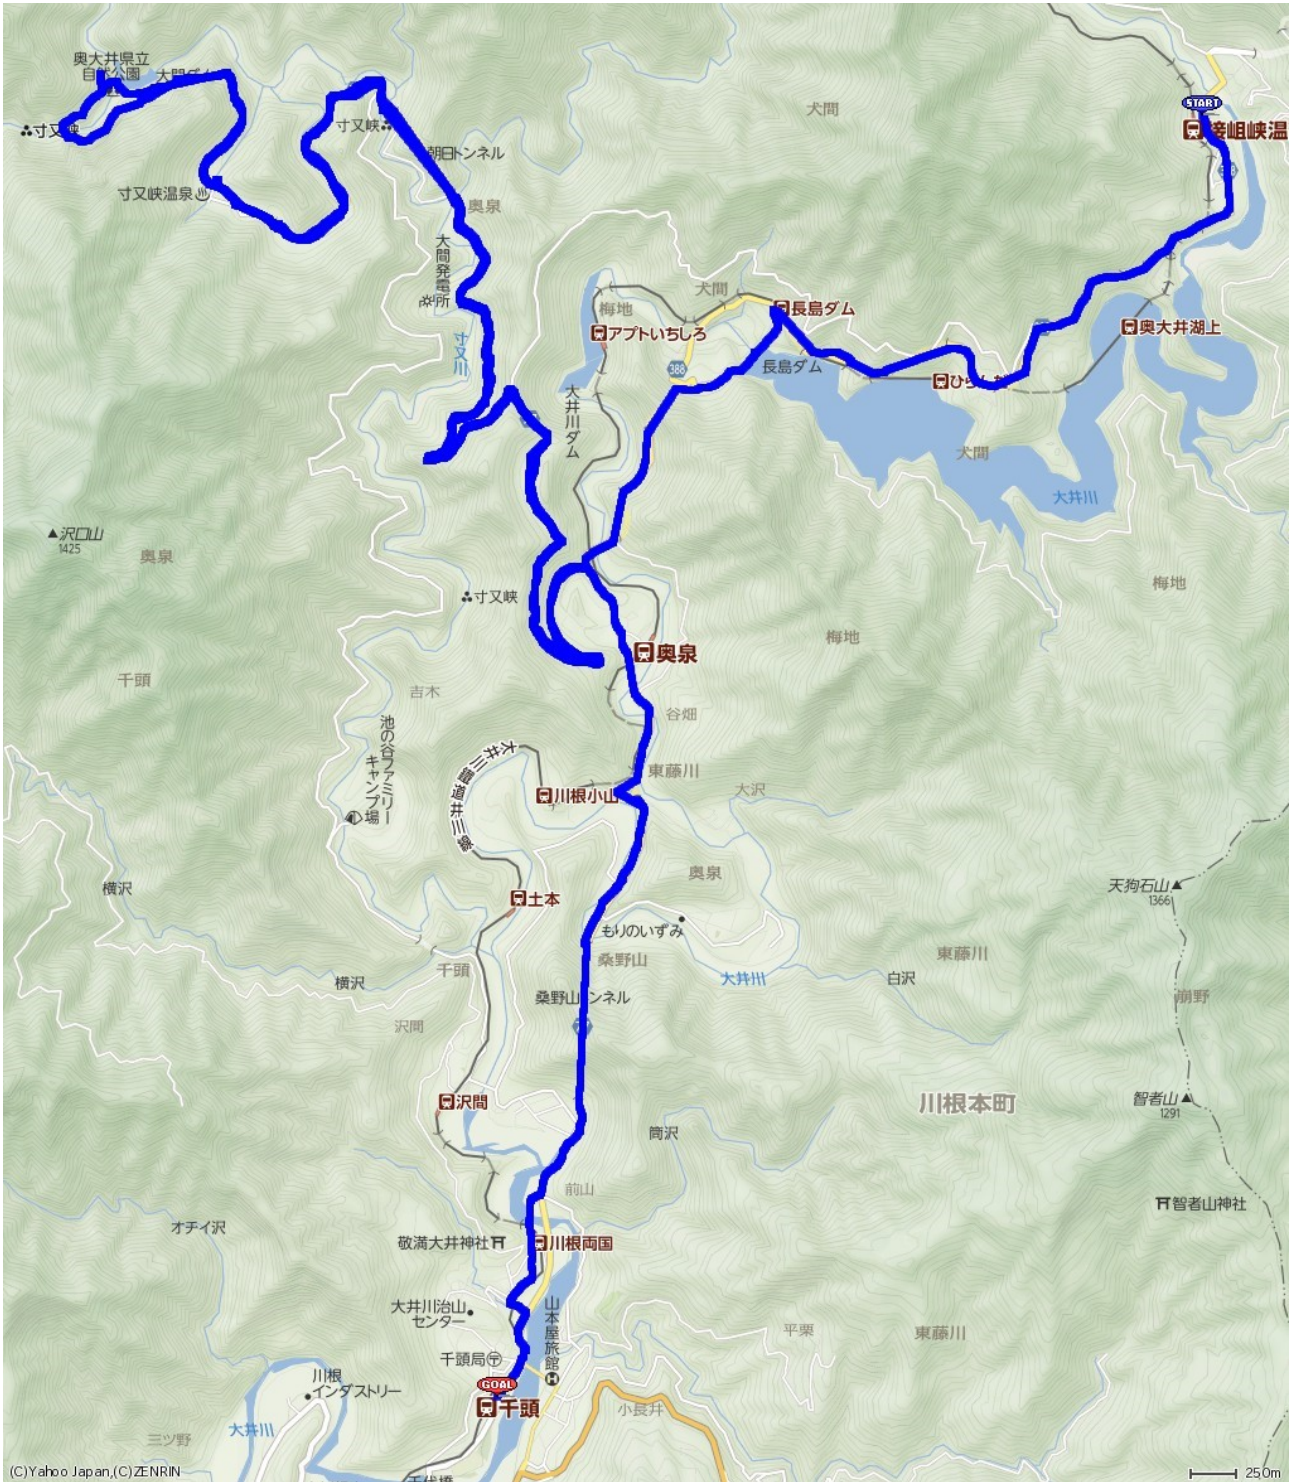 奥大井県立
自然公園
大間ダム
寸又峡
寸又峡
朝日トンネル
寸又峡温泉
奥泉
大間発電所
寸又川
犬間
START
接岨峡温
奥大井湖上
長島ダム
犬間
梅地
アプトいちしろ
388
長島ダム
大井川ダム
犬間
大井川
沢口山
1425
奥泉
寸又峡
梅地
梅地
奥泉
千頭
吉木
谷畑
池の谷ファミリー
キャンプ場
大井川鐵道井川線
東藤川
川根小山
大沢
奥泉
天狗石山
1366
横沢
土本
もりのいずみ
桑野山
千頭
横沢
大井川
白沢
東藤川
崩野
沢間
沢間
川根本町
智者山
1291
筒沢
前山
智者山神社
オチイ沢
敬満大井神社
川根両国
大井川治山
センター
山本屋旅館
平栗
東藤川
千頭局
GOAL
千頭
川根
インダストリー
小長井
大井川
三ツ野
(C)Yahoo Japan,(C)ZENRIN
250m